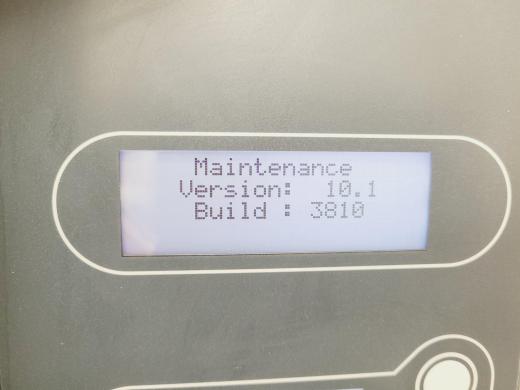 Maintenance
Version: 10.1
Build : 3810